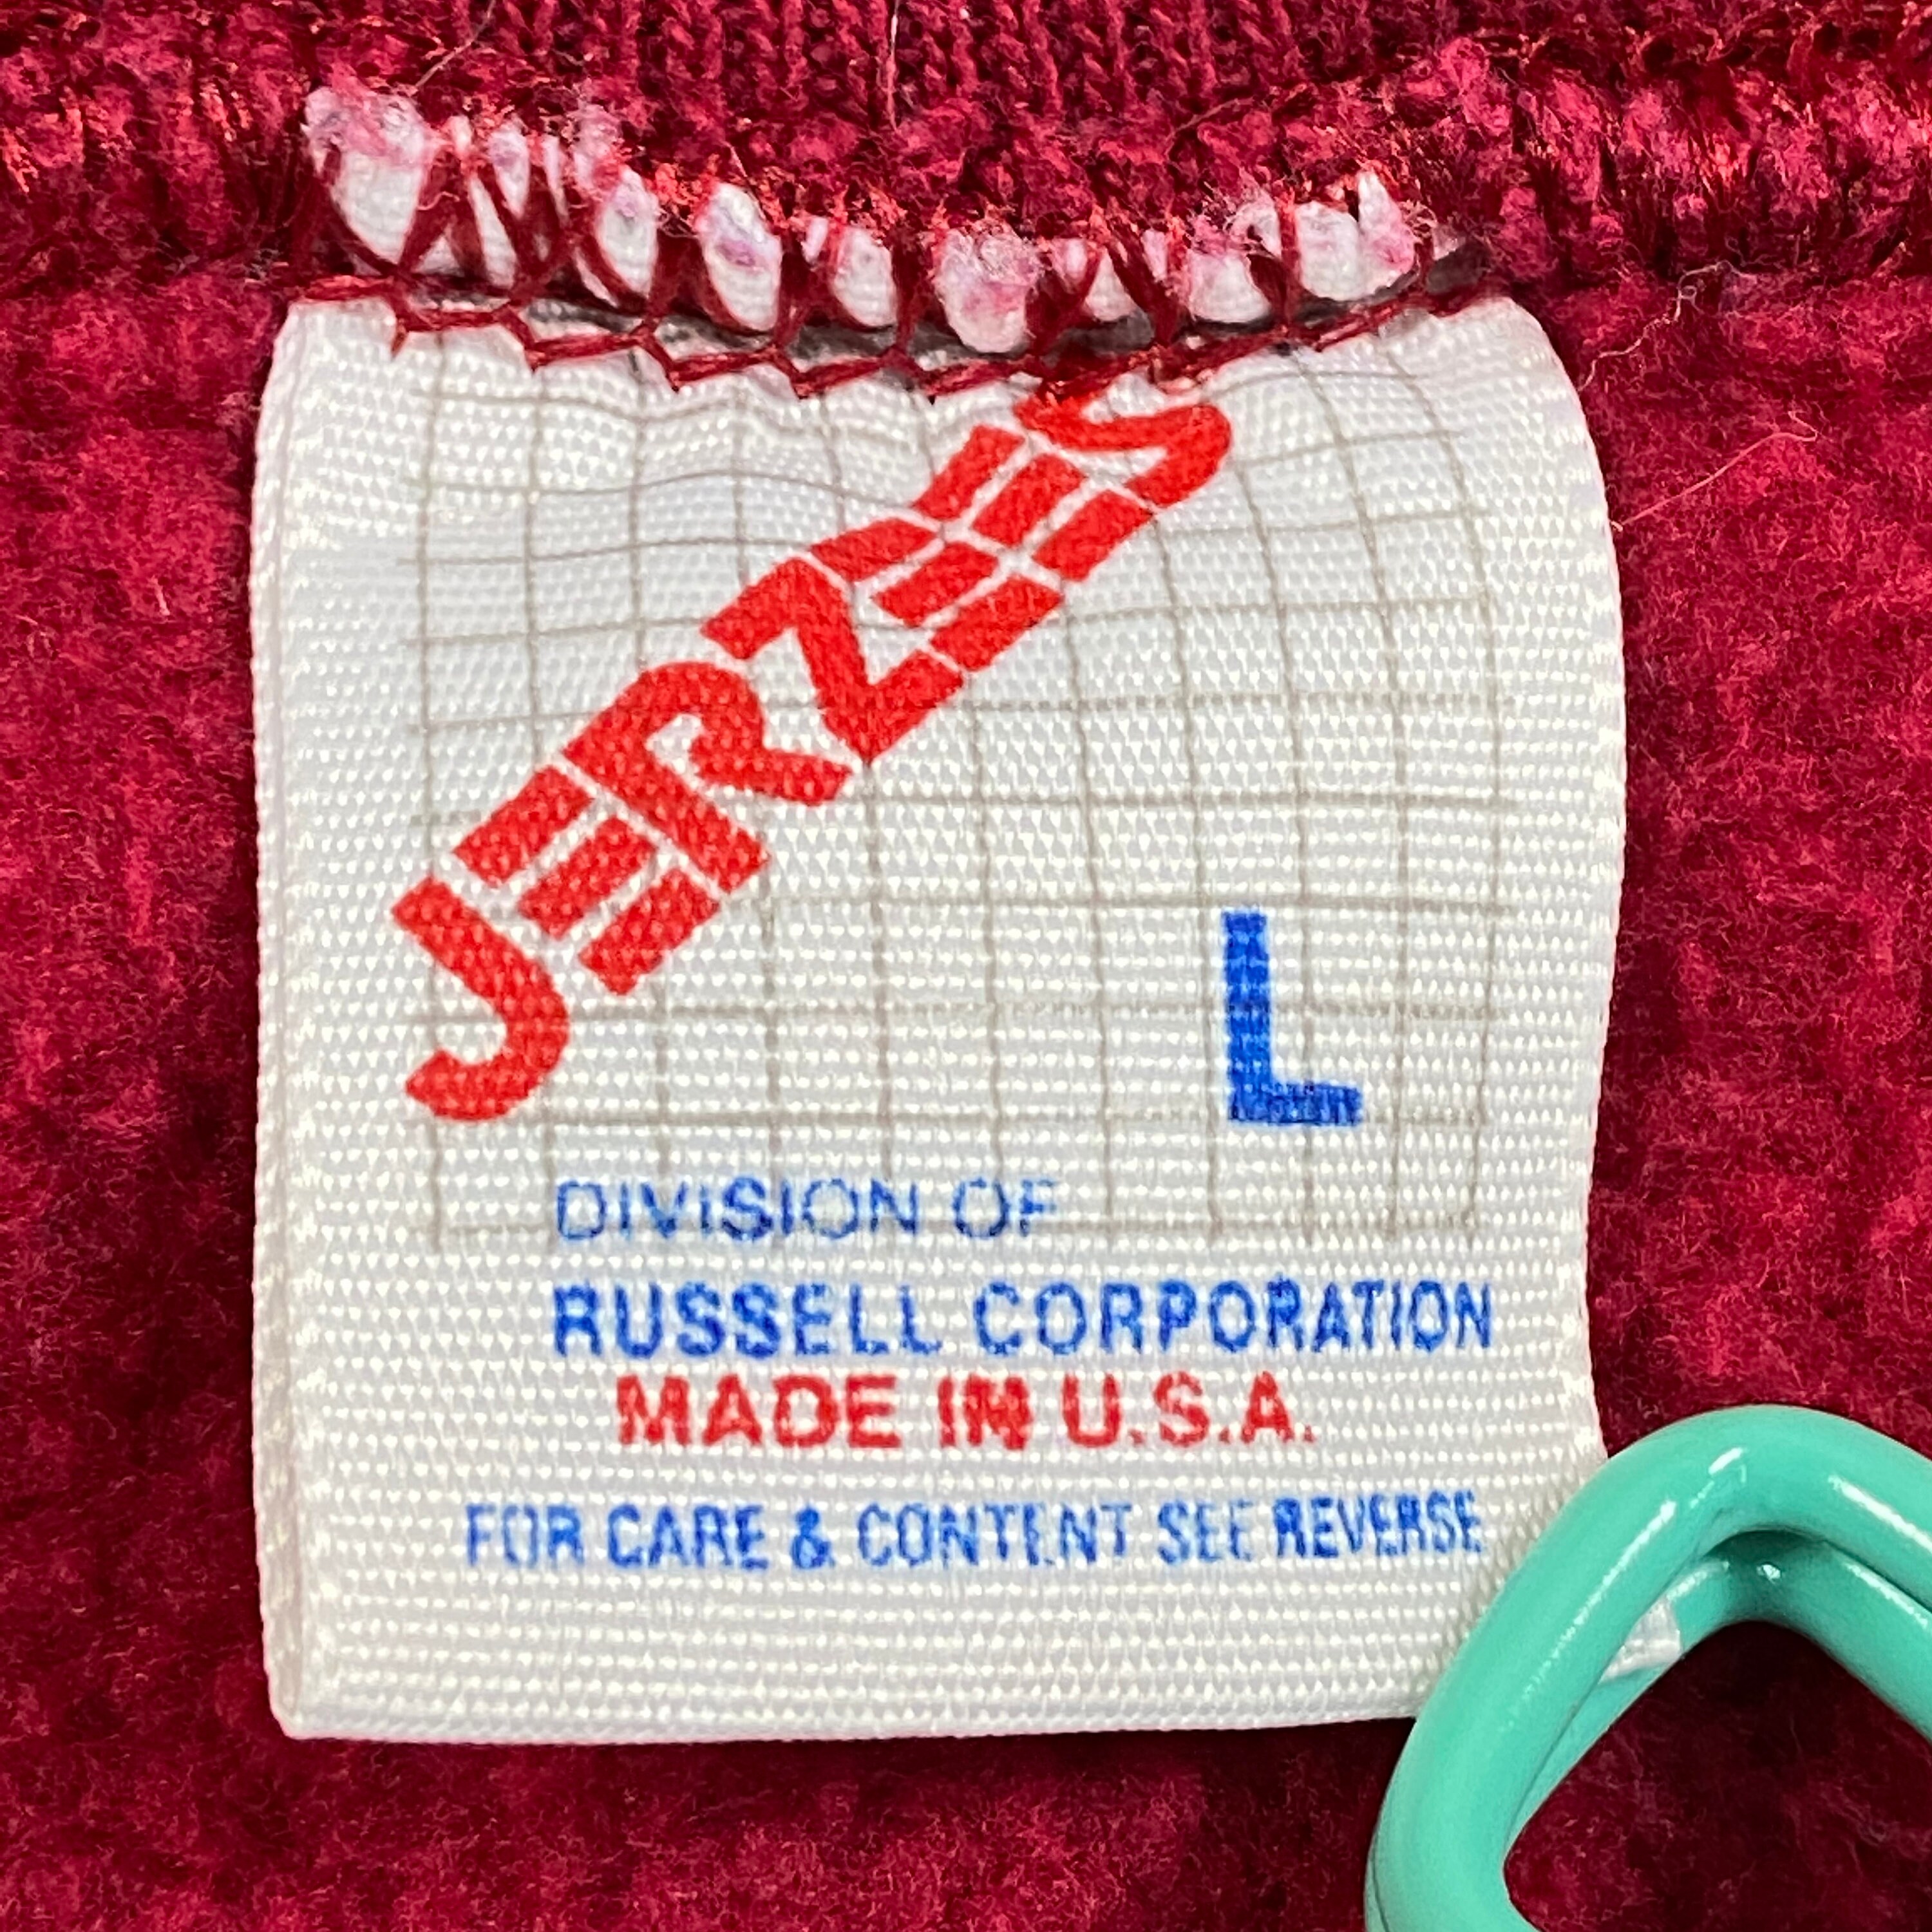 JERZEES
L
DIVISION OF
RUSSELL CORPORATION
MADE IN U.S.A.
FOR CARE & CONTENT SEE REVERSE